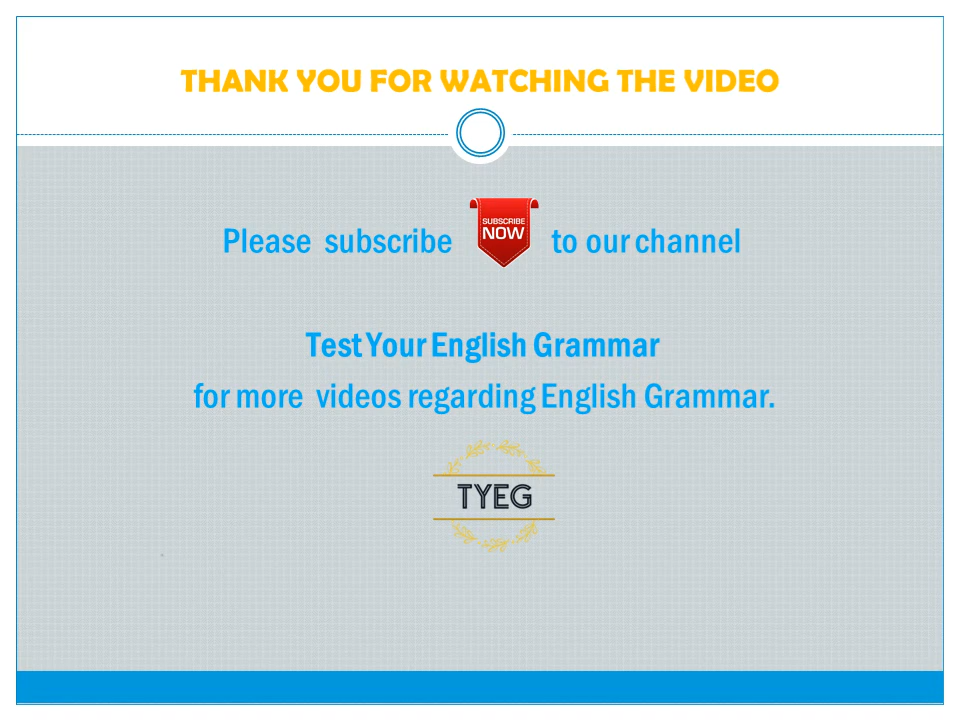 THANK YOU FOR WATCHING THE VIDEO
Please subscribe SUBSCRIBE NOW to our channel
Test Your English Grammar
for more videos regarding English Grammar.
TYEG